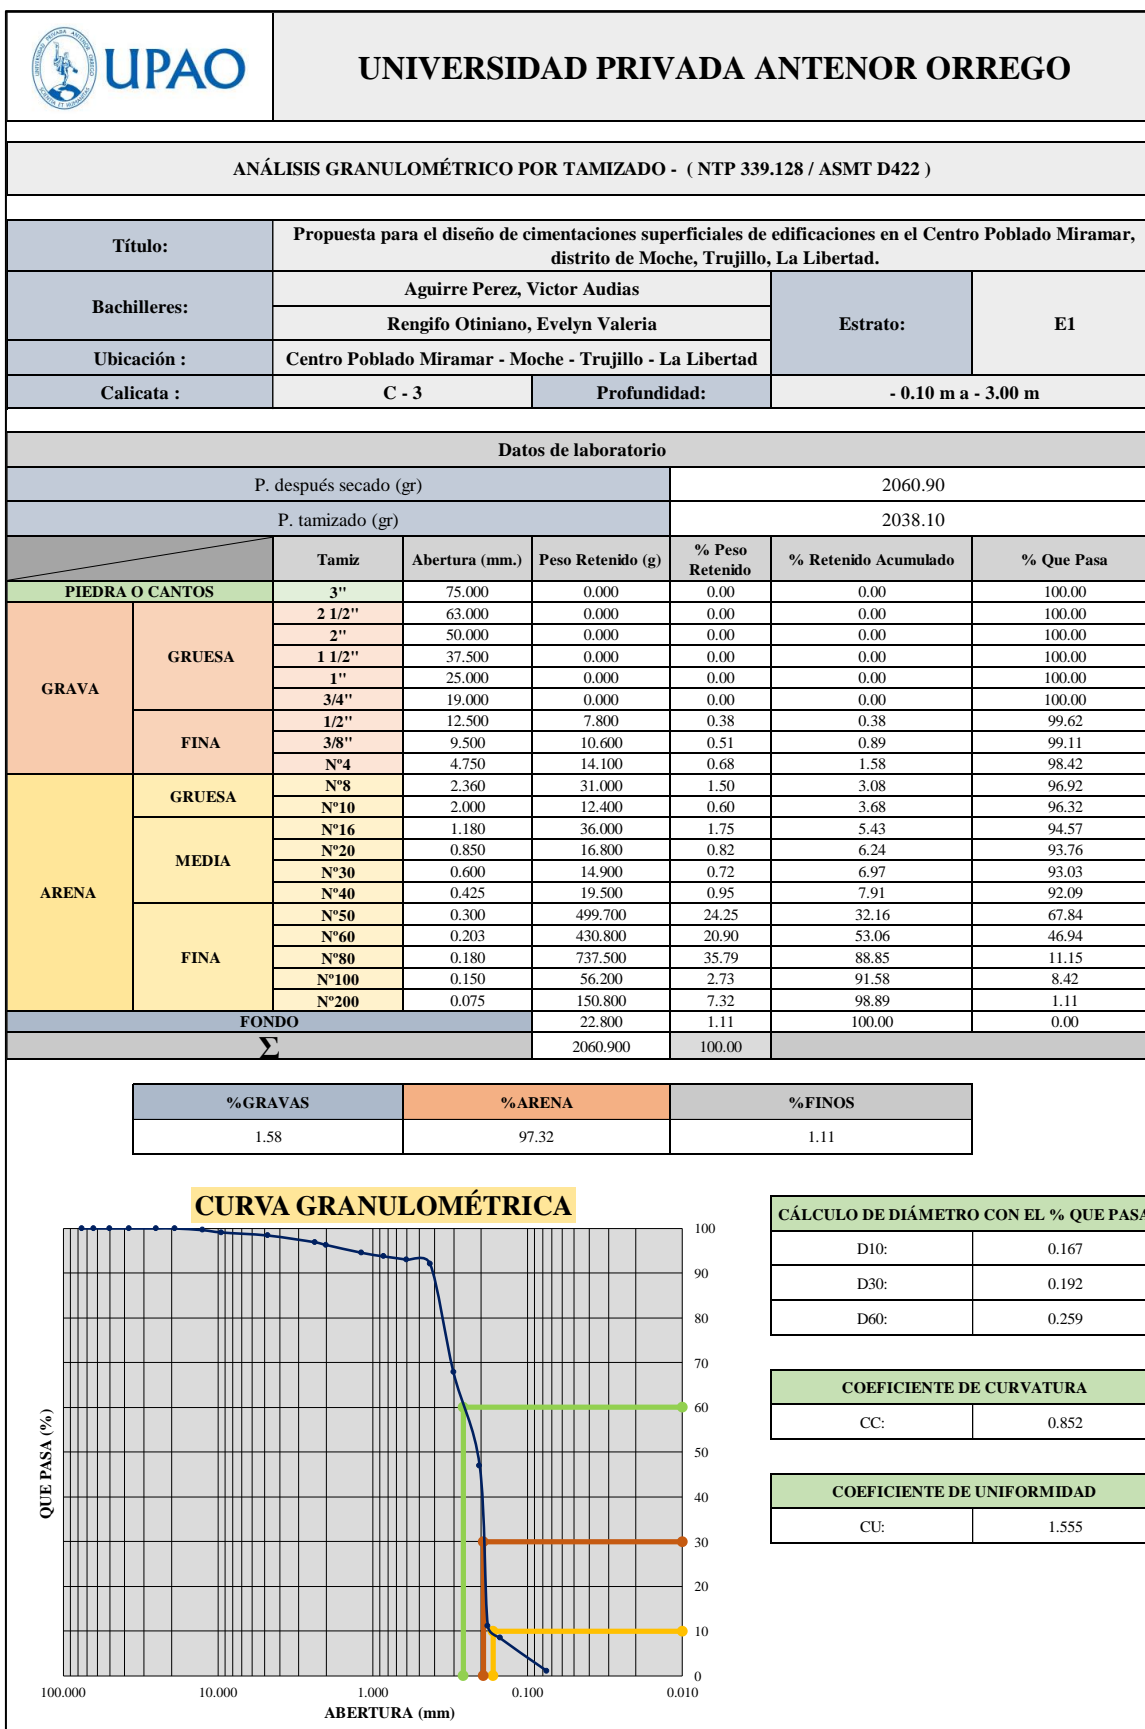 UPAO
UNIVERSIDAD PRIVADA ANTENOR ORREGO
ANÁLISIS GRANULOMÉTRICO POR TAMIZADO - ( NTP 339.128 / ASMT D422 )
Título:
Propuesta para el diseño de cimentaciones superficiales de edificaciones en el Centro Poblado Miramar,
distrito de Moche, Trujillo, La Libertad.
Bachilleres:
Aguirre Perez, Victor Audias
Rengifo Otiniano, Evelyn Valeria
Estrato: E1
Ubicación : Centro Poblado Miramar - Moche - Trujillo - La Libertad
Calicata : C - 3 Profundidad: - 0.10 m a - 3.00 m
Datos de laboratorio
P. después secado (gr) 2060.90
P. tamizado (gr) 2038.10
Tamiz Abertura (mm.) Peso Retenido (g) % Peso Retenido % Retenido Acumulado % Que Pasa
PIEDRA O CANTOS 3" 75.000 0.000 0.00 0.00 100.00
GRAVA
GRUESA
2 1/2" 63.000 0.000 0.00 0.00 100.00
2" 50.000 0.000 0.00 0.00 100.00
1 1/2" 37.500 0.000 0.00 0.00 100.00
1" 25.000 0.000 0.00 0.00 100.00
3/4" 19.000 0.000 0.00 0.00 100.00
FINA
1/2" 12.500 7.800 0.38 0.38 99.62
3/8" 9.500 10.600 0.51 0.89 99.11
Nº4 4.750 14.100 0.68 1.58 98.42
ARENA
GRUESA
Nº8 2.360 31.000 1.50 3.08 96.92
Nº10 2.000 12.400 0.60 3.68 96.32
MEDIA
Nº16 1.180 36.000 1.75 5.43 94.57
Nº20 0.850 16.800 0.82 6.24 93.76
Nº30 0.600 14.900 0.72 6.97 93.03
Nº40 0.425 19.500 0.95 7.91 92.09
FINA
Nº50 0.300 499.700 24.25 32.16 67.84
Nº60 0.203 430.800 20.90 53.06 46.94
Nº80 0.180 737.500 35.79 88.85 11.15
Nº100 0.150 56.200 2.73 91.58 8.42
Nº200 0.075 150.800 7.32 98.89 1.11
FONDO 22.800 1.11 100.00 0.00
Σ 2060.900 100.00
%GRAVAS %ARENA %FINOS
1.58 97.32 1.11
CURVA GRANULOMÉTRICA
100
90
80
70
60
50
40
30
20
10
0
QUE PASA (%)
100.000 10.000 1.000 0.100 0.010
ABERTURA (mm)
CÁLCULO DE DIÁMETRO CON EL % QUE PASA
D10: 0.167
D30: 0.192
D60: 0.259
COEFICIENTE DE CURVATURA
CC: 0.852
COEFICIENTE DE UNIFORMIDAD
CU: 1.555